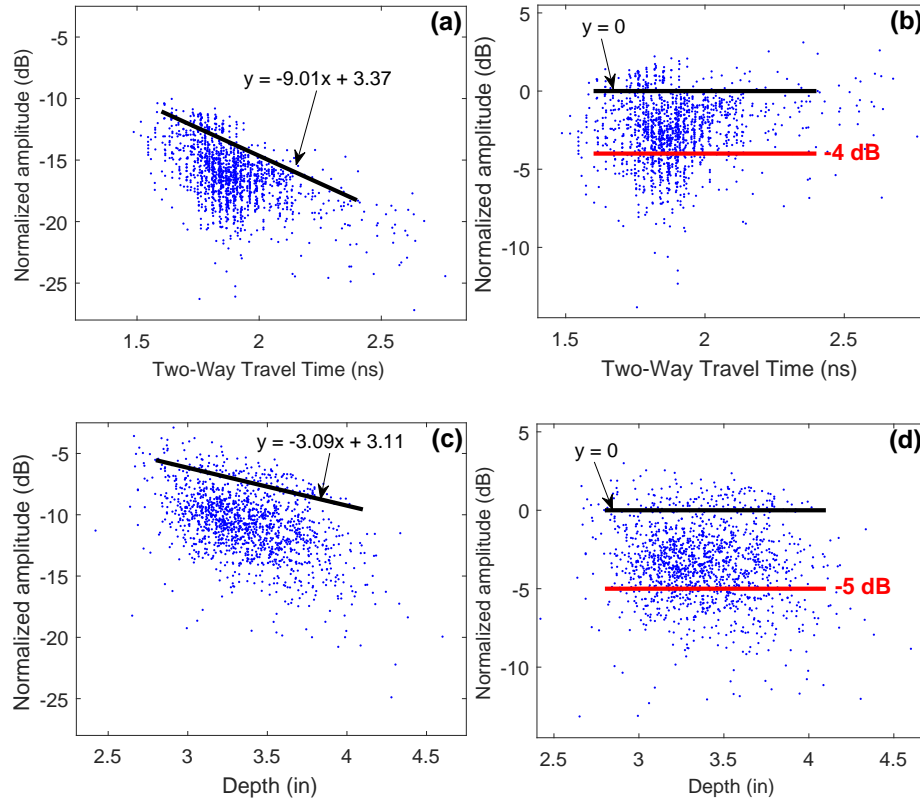 (a)
-5
-10
-15
-20
-25
Normalized amplitude (dB)
y = -9.01x + 3.37
1.5
2
2.5
Two-Way Travel Time (ns)
(b)
5
0
-5
-10
Normalized amplitude (dB)
y = 0
-4 dB
1.5
2
2.5
Two-Way Travel Time (ns)
(c)
-5
-10
-15
-20
-25
Normalized amplitude (dB)
y = -3.09x + 3.11
2.5
3
3.5
4
4.5
Depth (in)
(d)
5
0
-5
-10
Normalized amplitude (dB)
y = 0
-5 dB
2.5
3
3.5
4
4.5
Depth (in)